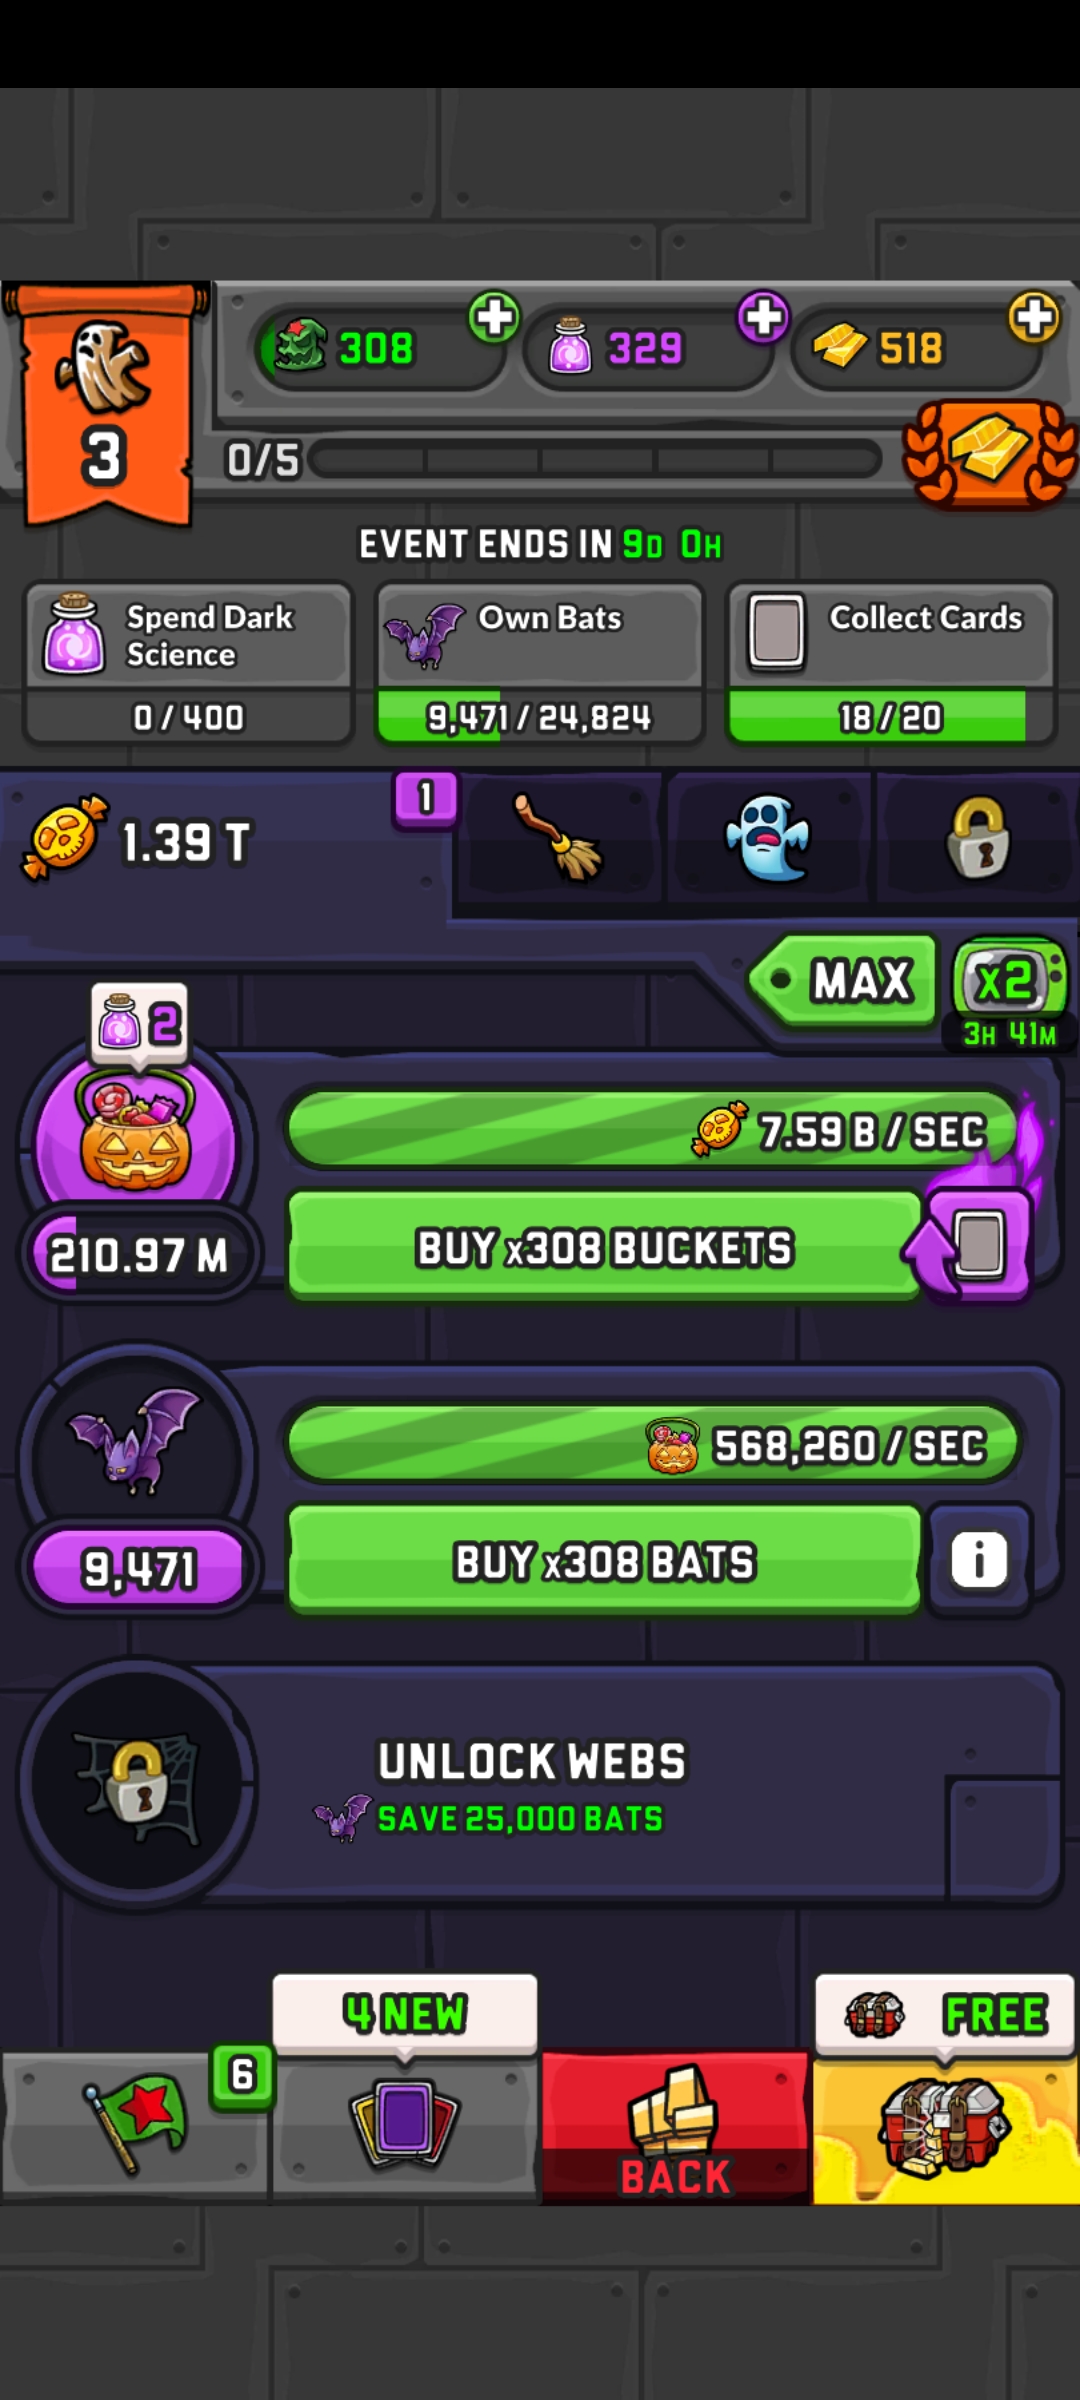 308
329
518
3
0/5
EVENT ENDS IN 9D 0H
Spend Dark
Science
0 / 400
Own Bats
9,471 / 24,824
Collect Cards
18 / 20
1.39 T
1
MAX
x2
3H 41M
2
7.59 B / SEC
210.97 M
BUY x308 BUCKETS
568,260 / SEC
9,471
BUY x308 BATS
i
UNLOCK WEBS
SAVE 25,000 BATS
4 NEW
FREE
6
BACK